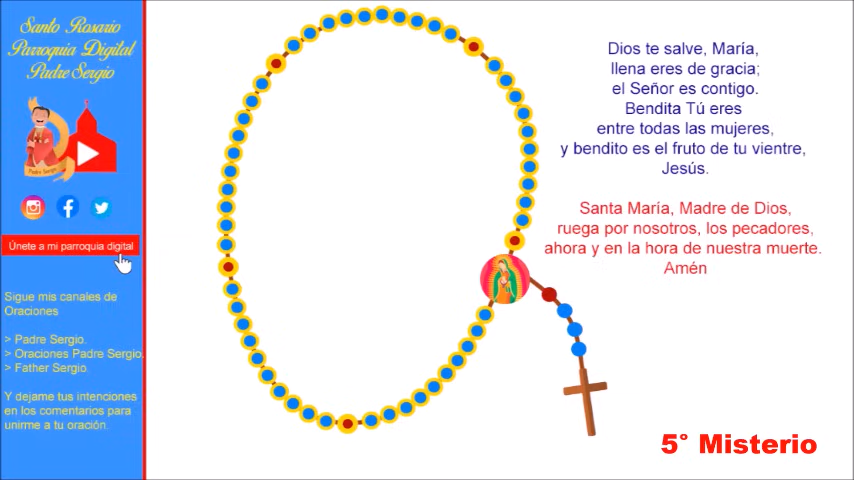 Santo Rosario
Parroquia Digital
Padre Sergio
Padre Sergio
Únete a mi parroquia digital
Sigue mis canales de
Oraciones
> Padre Sergio.
> Oraciones Padre Sergio.
> Father Sergio.
Y dejame tus intenciones
en los comentarios para
unirme a tu oración.
Dios te salve, María,
llena eres de gracia;
el Señor es contigo.
Bendita Tú eres
entre todas las mujeres,
y bendito es el fruto de tu vientre,
Jesús.
Santa María, Madre de Dios,
ruega por nosotros, los pecadores,
ahora y en la hora de nuestra muerte.
Amén
5° Misterio